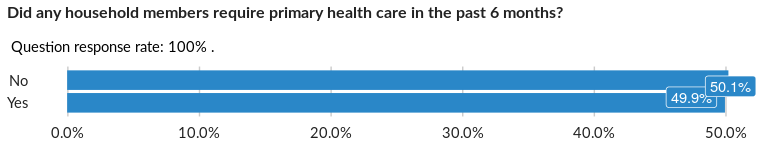 Did any household members require primary health care in the past 6 months?
Question response rate: 100% .
No
50.1%
Yes
49.9%
0.0% 10.0% 20.0% 30.0% 40.0% 50.0%